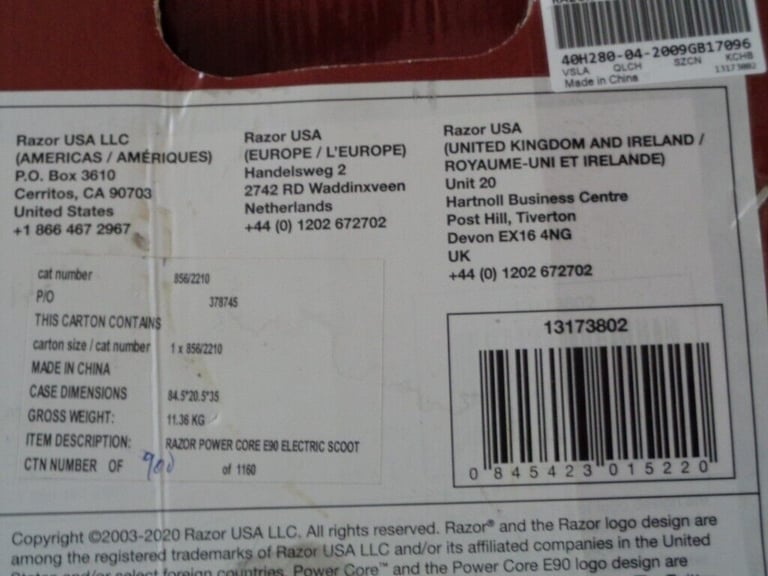 40H280-04-2009GB17096
VSLA QLCH SZCN KCHB
13173802
Made in China
Razor USA LLC
(AMERICAS / AMÉRIQUES)
P.O. Box 3610
Cerritos, CA 90703
United States
+1 866 467 2967
Razor USA
(EUROPE / L'EUROPE)
Handelsweg 2
2742 RD Waddinxveen
Netherlands
+44 (0) 1202 672702
Razor USA
(UNITED KINGDOM AND IRELAND /
ROYAUME-UNI ET IRELANDE)
Unit 20
Hartnoll Business Centre
Post Hill, Tiverton
Devon EX16 4NG
UK
+44 (0) 1202 672702
cat number 856/2210
P/O 378745
THIS CARTON CONTAINS
carton size / cat number 1 x 856/2210
MADE IN CHINA
CASE DIMENSIONS 84.5*20.5*35
GROSS WEIGHT: 11.36 KG
ITEM DESCRIPTION: RAZOR POWER CORE E90 ELECTRIC SCOOT
CTN NUMBER OF 900 of 1160
13173802
0 845423 015220
Copyright ©2003-2020 Razor USA LLC. All rights reserved. Razor® and the Razor logo design are
among the registered trademarks of Razor USA LLC and/or its affiliated companies in the United
States and/or select foreign countries. Power Core™ and the Power Core E90 logo design are